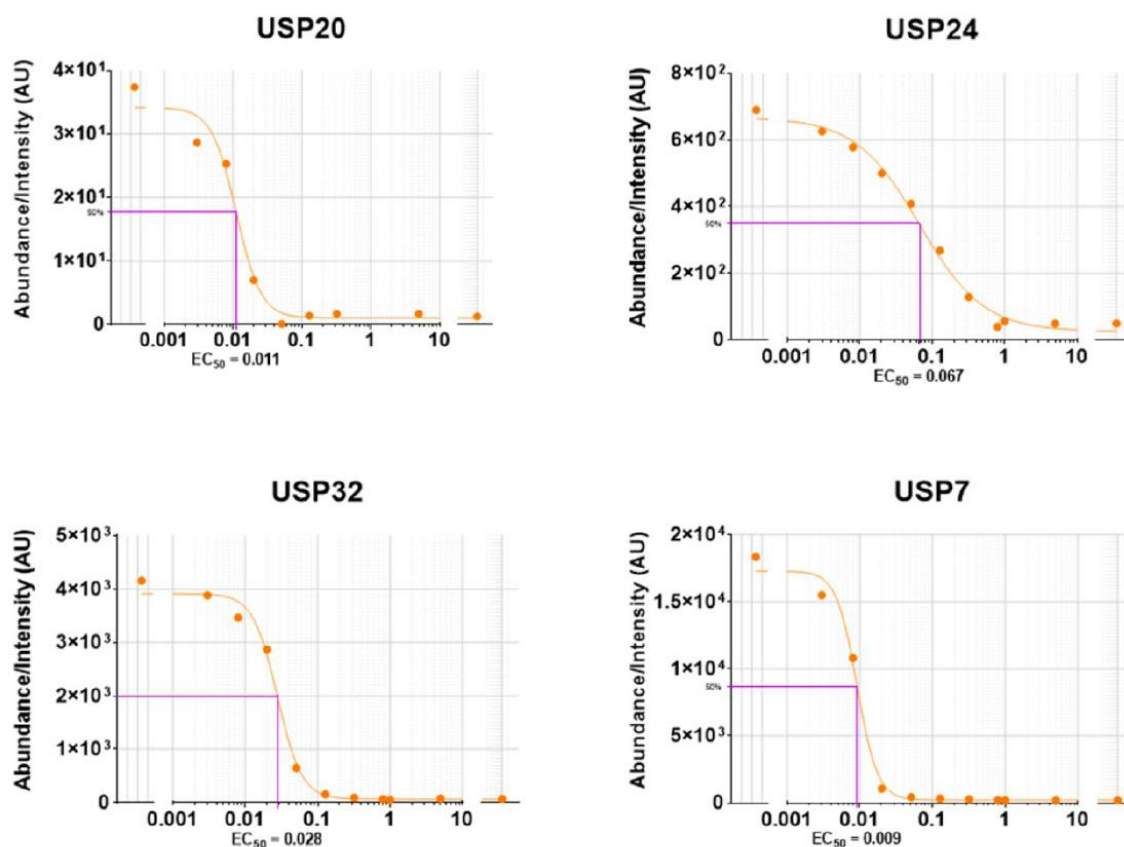 USP20
Abundance/Intensity (AU)
4×10¹
3×10¹
2×10¹
50%
1×10¹
0
0.001 0.01 0.1 1 10
EC₅₀ = 0.011
USP24
Abundance/Intensity (AU)
8×10²
6×10²
4×10²
50%
2×10²
0
0.001 0.01 0.1 1 10
EC₅₀ = 0.067
USP32
Abundance/Intensity (AU)
5×10³
4×10³
3×10³
2×10³
1×10³
0
0.001 0.01 0.1 1 10
EC₅₀ = 0.028
USP7
Abundance/Intensity (AU)
2×10⁴
1.5×10⁴
1×10⁴
50%
5×10³
0
0.001 0.01 0.1 1 10
EC₅₀ = 0.009